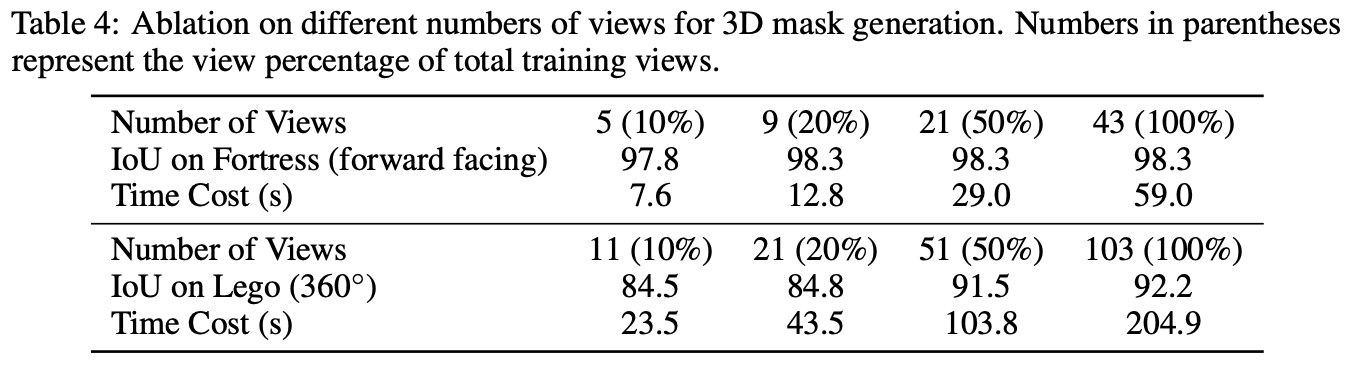 Table 4: Ablation on different numbers of views for 3D mask generation. Numbers in parentheses
represent the view percentage of total training views.
Number of Views 5 (10%) 9 (20%) 21 (50%) 43 (100%)
IoU on Fortress (forward facing) 97.8 98.3 98.3 98.3
Time Cost (s) 7.6 12.8 29.0 59.0
Number of Views 11 (10%) 21 (20%) 51 (50%) 103 (100%)
IoU on Lego (360°) 84.5 84.8 91.5 92.2
Time Cost (s) 23.5 43.5 103.8 204.9